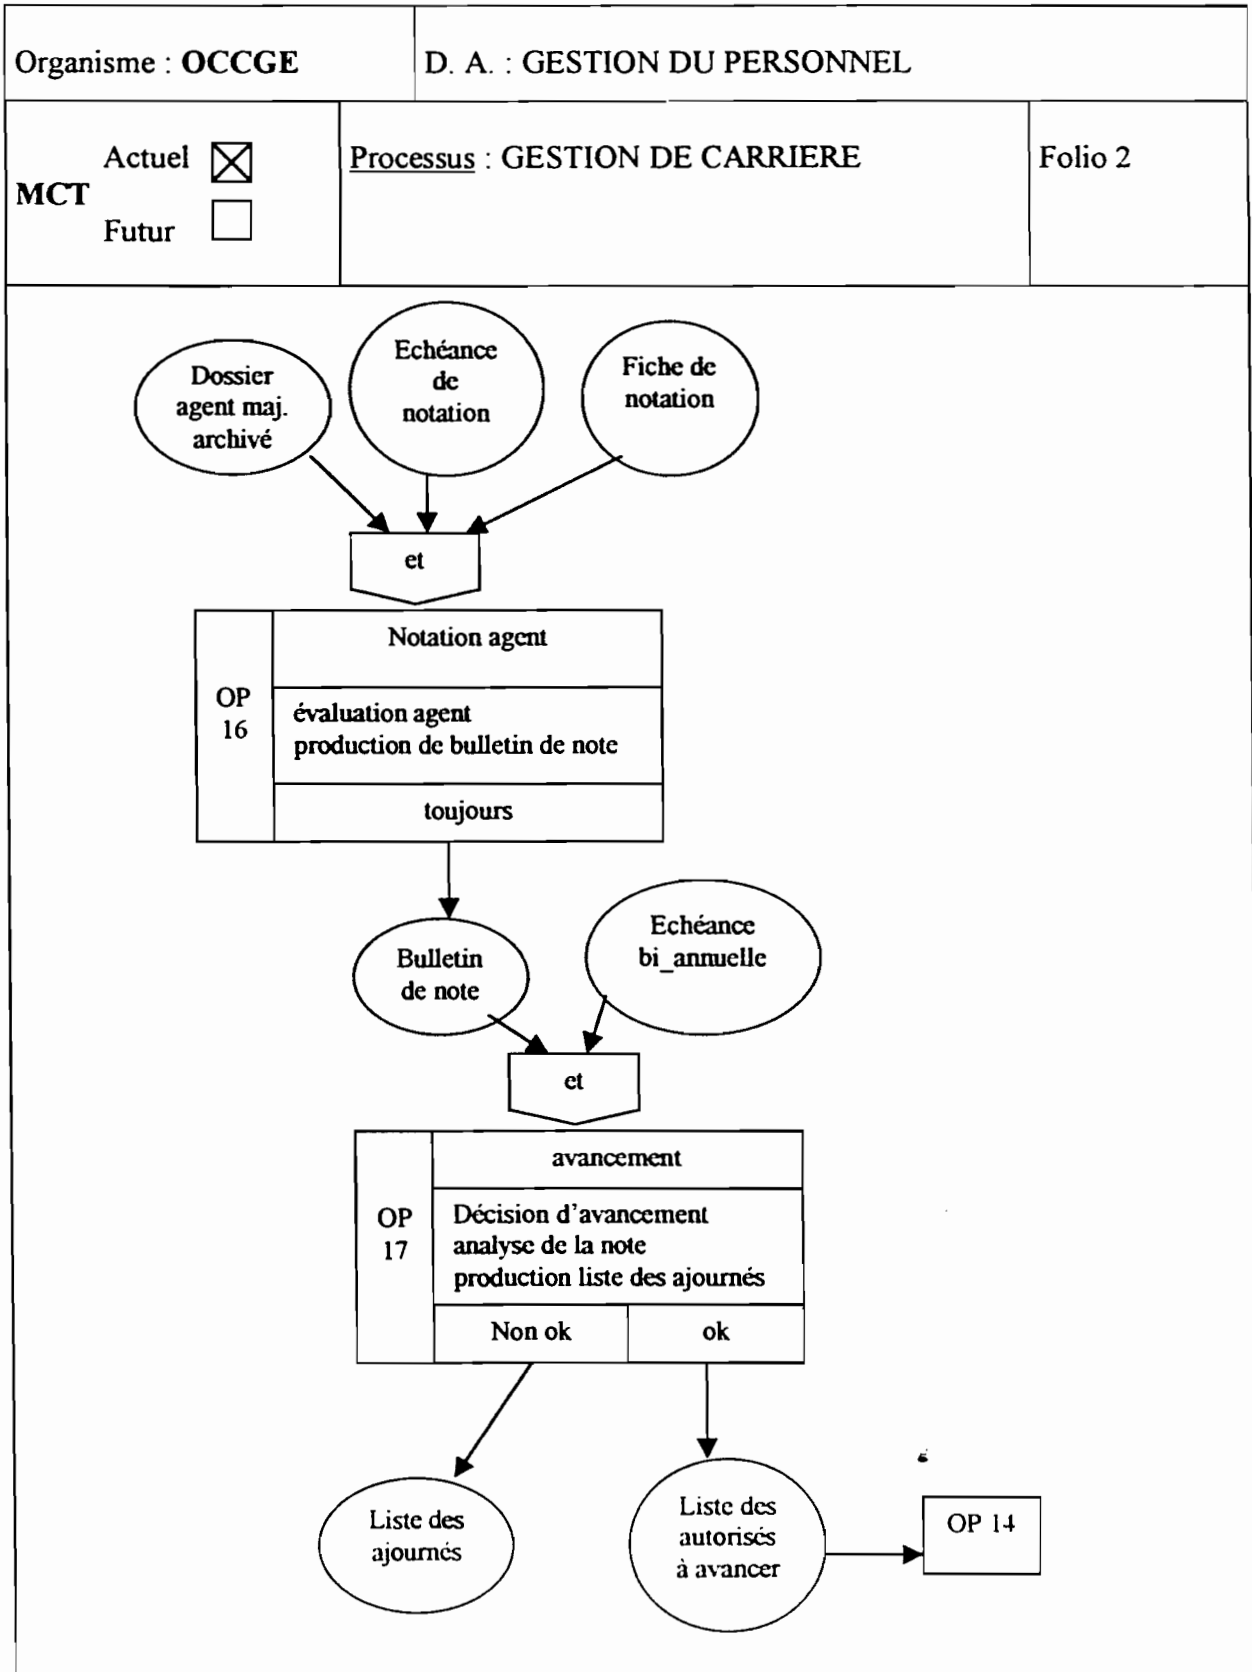 Organisme : OCCGE
D. A. : GESTION DU PERSONNEL
MCT
Actuel
Futur
Processus : GESTION DE CARRIERE
Folio 2
Dossier
agent maj.
archivé
Echéance
de
notation
Fiche de
notation
et
OP
16
Notation agent
évaluation agent
production de bulletin de note
toujours
Bulletin
de note
Echéance
bi_annuelle
et
OP
17
avancement
Décision d'avancement
analyse de la note
production liste des ajournés
Non ok
ok
Liste des
ajournés
Liste des
autorisés
à avancer
OP 14